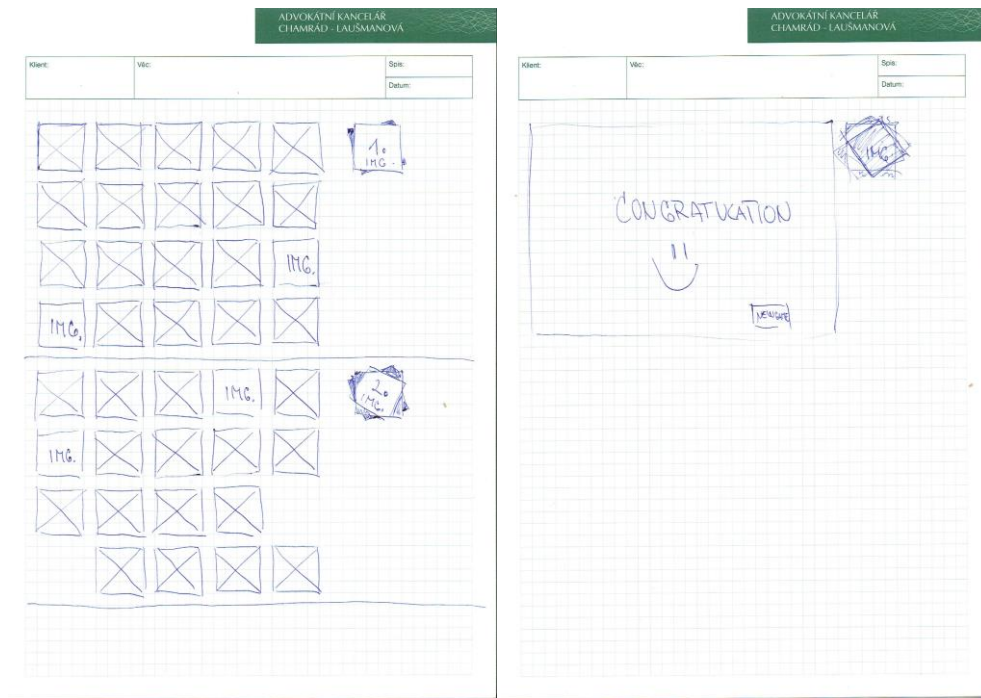 ADVOKÁTNÍ KANCELÁŘ
CHAMRÁD - LAUŠMANOVÁ
Klient:
Věc:
Spis:
Datum:
1.
IMG.
IMG.
IMG.
IMG.
2.
IMG.
IMG.
ADVOKÁTNÍ KANCELÁŘ
CHAMRÁD - LAUŠMANOVÁ
Klient:
Věc:
Spis:
Datum:
IMG.
CONGRATUKATION